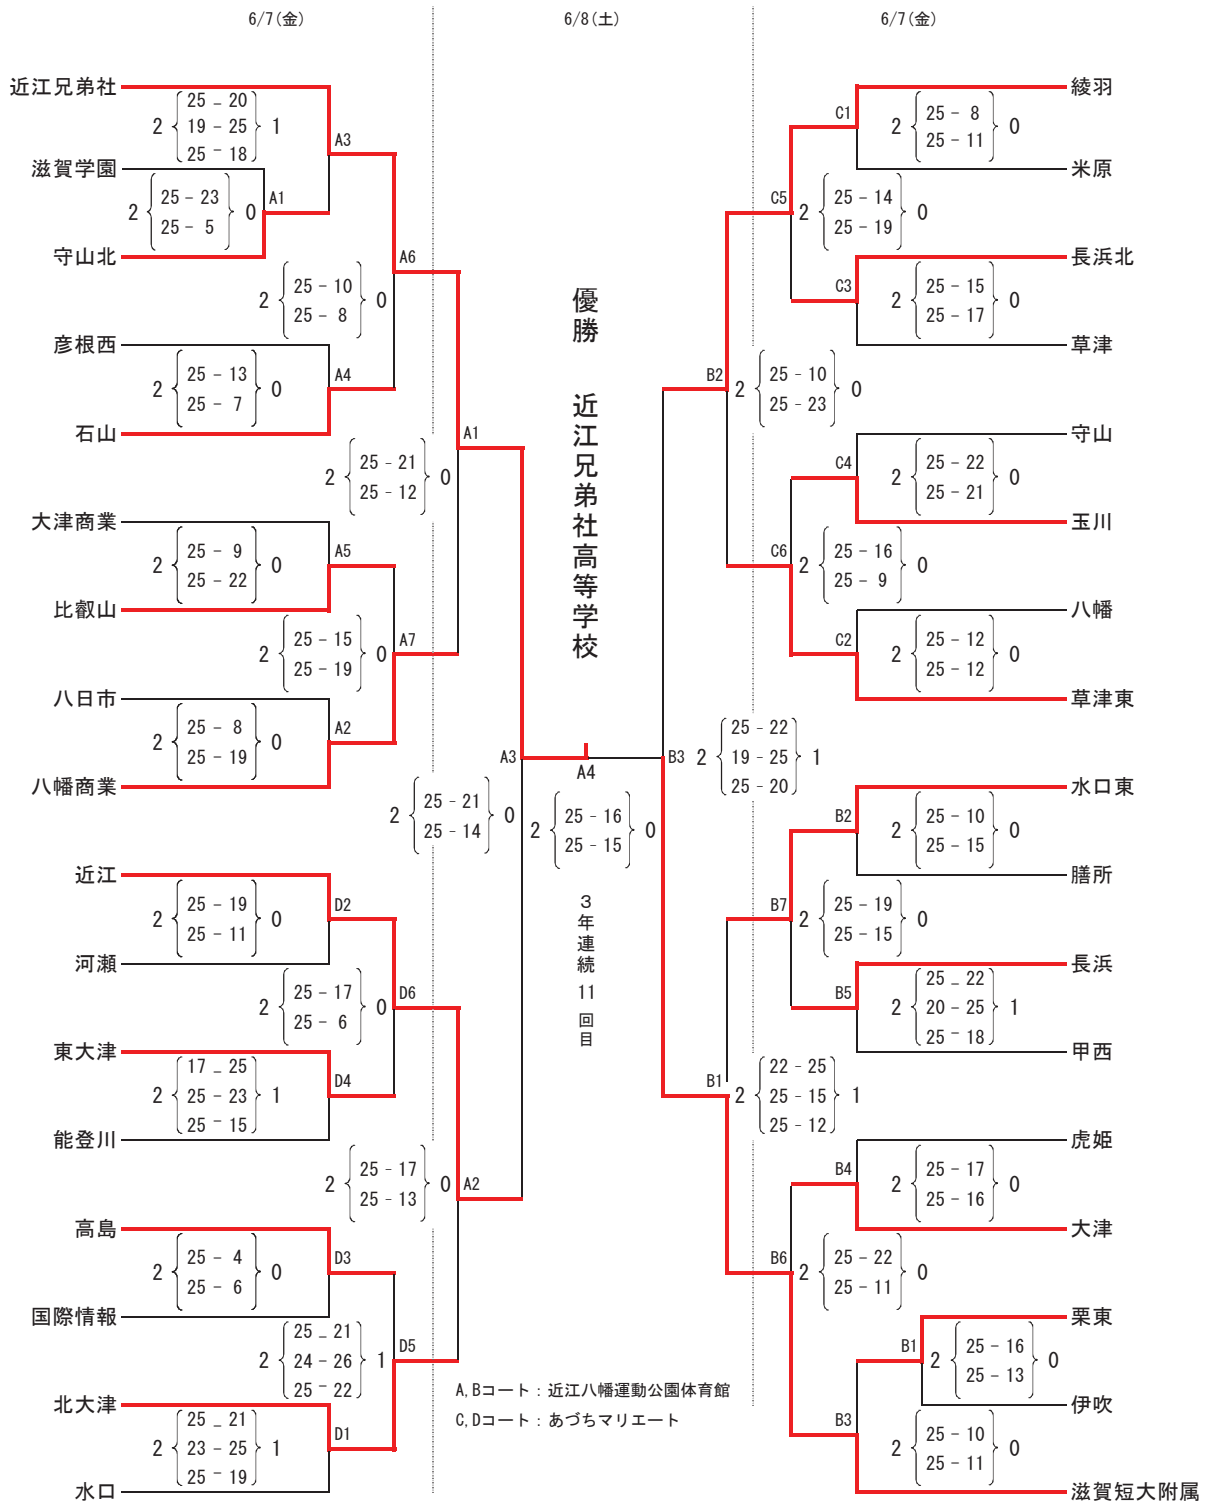 6/7(金)
6/8(土)
6/7(金)
近江兄弟社
2 25 - 20 1
19 - 25
25 - 18
A3
滋賀学園
2 25 - 23 0
25 - 5
A1
守山北
A6
2 25 - 10 0
25 - 8
彦根西
2 25 - 13 0
25 - 7
A4
石山
A1
2 25 - 21 0
25 - 12
大津商業
2 25 - 9 0
25 - 22
A5
比叡山
2 25 - 15 0
25 - 19
A7
八日市
2 25 - 8 0
25 - 19
A2
八幡商業
A3
2 25 - 21 0
25 - 14
近江
2 25 - 19 0
25 - 11
D2
河瀬
2 25 - 17 0
25 - 6
D6
東大津
2 17 - 25 1
25 - 23
25 - 15
D4
能登川
2 25 - 17 0
25 - 13
A2
高島
2 25 - 4 0
25 - 6
D3
国際情報
2 25 - 21 1
24 - 26
25 - 22
D5
北大津
2 25 - 21 1
23 - 25
25 - 19
D1
水口
優勝 近江兄弟社高等学校
A4
2 25 - 16 0
25 - 15
3年連続 11 回目
A,Bコート：近江八幡運動公園体育館
C,Dコート：あづちマリエート
綾羽
C1
2 25 - 8 0
25 - 11
米原
C5
2 25 - 14 0
25 - 19
長浜北
C3
2 25 - 15 0
25 - 17
草津
B2
2 25 - 10 0
25 - 23
守山
C4
2 25 - 22 0
25 - 21
玉川
C6
2 25 - 16 0
25 - 9
八幡
C2
2 25 - 12 0
25 - 12
草津東
B3
2 25 - 22 1
19 - 25
25 - 20
水口東
B2
2 25 - 10 0
25 - 15
膳所
B7
2 25 - 19 0
25 - 15
長浜
B5
2 25 - 22 1
20 - 25
25 - 18
甲西
B1
2 22 - 25 1
25 - 15
25 - 12
虎姫
B4
2 25 - 17 0
25 - 16
大津
B6
2 25 - 22 0
25 - 11
栗東
B1
2 25 - 16 0
25 - 13
伊吹
B3
2 25 - 10 0
25 - 11
滋賀短大附属